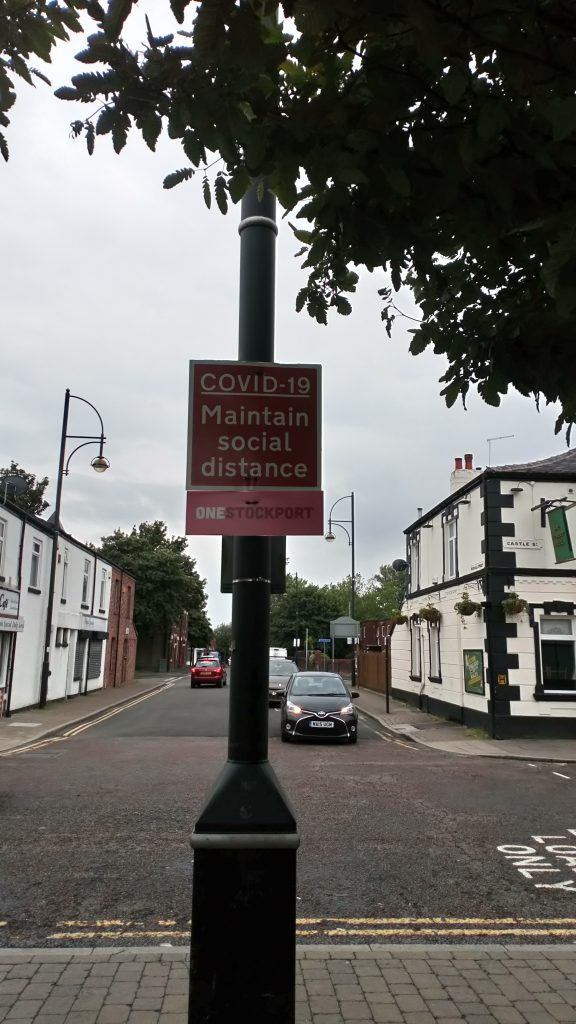 COVID-19
Maintain
social
distance
ONESTOCKPORT
CASTLE St
ONLY